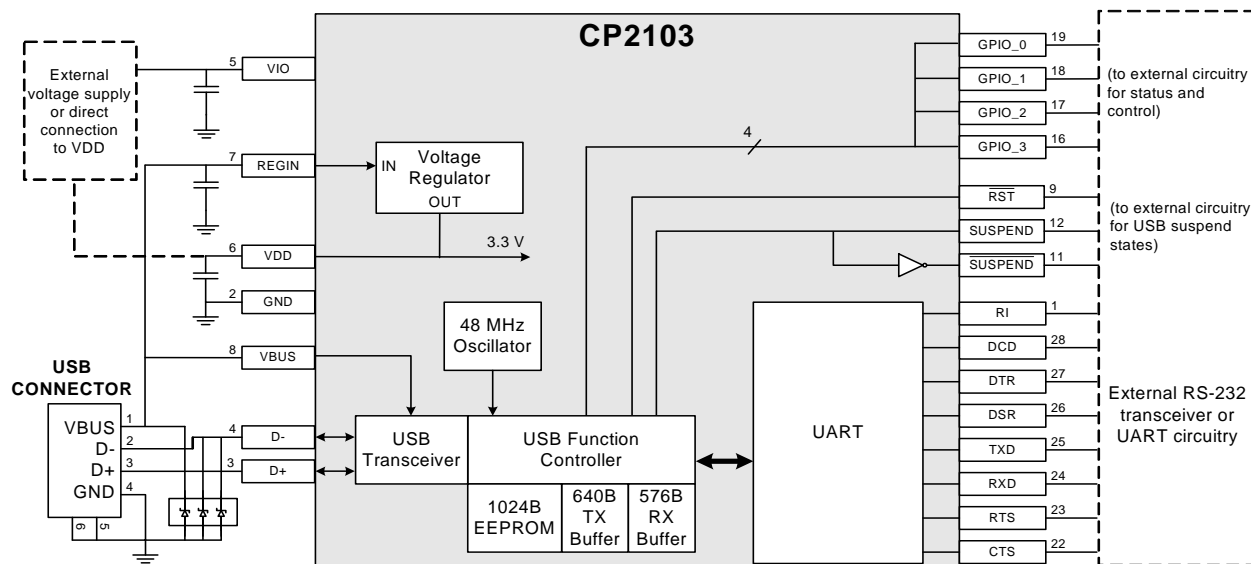 CP2103
External
voltage supply
or direct
connection
to VDD
5
VIO
7
REGIN
6
VDD
2
GND
8
VBUS
4
D-
3
D+
IN
Voltage
Regulator
OUT
3.3 V
48 MHz
Oscillator
USB
CONNECTOR
VBUS
D-
D+
GND
1
2
3
4
6
5
USB
Transceiver
USB Function
Controller
1024B
EEPROM
640B
TX
Buffer
576B
RX
Buffer
UART
4
GPIO_0
19
GPIO_1
18
GPIO_2
17
GPIO_3
16
RST
9
SUSPEND
12
SUSPEND
11
RI
1
DCD
28
DTR
27
DSR
26
TXD
25
RXD
24
RTS
23
CTS
22
(to external circuitry
for status and
control)
(to external circuitry
for USB suspend
states)
External RS-232
transceiver or
UART circuitry